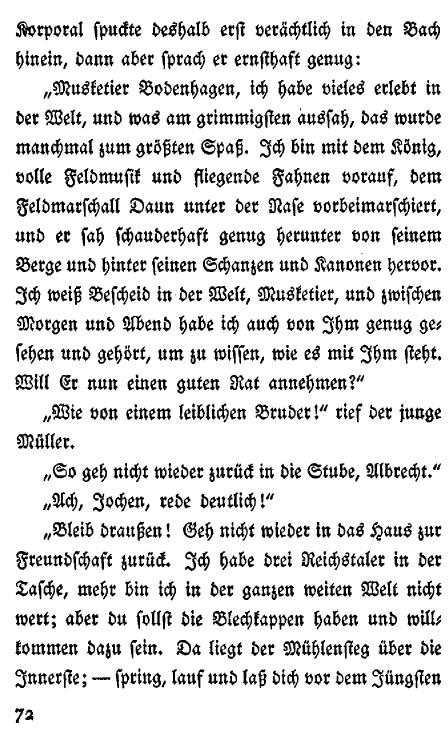 Korporal spuckte deshalb erst verächtlich in den Bach
hinein, dann aber sprach er ernsthaft genug:
„Musketier Bodenhagen, ich habe vieles erlebt in
der Welt, und was am grimmigsten aussah, das wurde
manchmal zum größten Spaß. Ich bin mit dem König,
volle Feldmusik und fliegende Fahnen vorauf, dem
Feldmarschall Daun unter der Nase vorbeimarschiert,
und er sah schauderhaft genug herunter von seinem
Berge und hinter seinen Schanzen und Kanonen hervor.
Ich weiß Bescheid in der Welt, Musketier, und zwischen
Morgen und Abend habe ich auch von Ihm genug ge-
sehen und gehört, um zu wissen, wie es mit Ihm steht.
Will Er nun einen guten Rat annehmen?“
„Wie von einem leiblichen Bruder!“ rief der junge
Müller.
„So geh nicht wieder zurück in die Stube, Albrecht.“
„Ach, Jochen, rede deutlich!“
„Bleib draußen! Geh nicht wieder in das Haus zur
Freundschaft zurück. Ich habe drei Reichstaler in der
Tasche, mehr bin ich in der ganzen weiten Welt nicht
wert; aber du sollst die Blechkappen haben und will-
kommen dazu sein. Da liegt der Mühlensteg über die
Innerste; — spring, lauf und laß dich vor dem Jüngsten
72